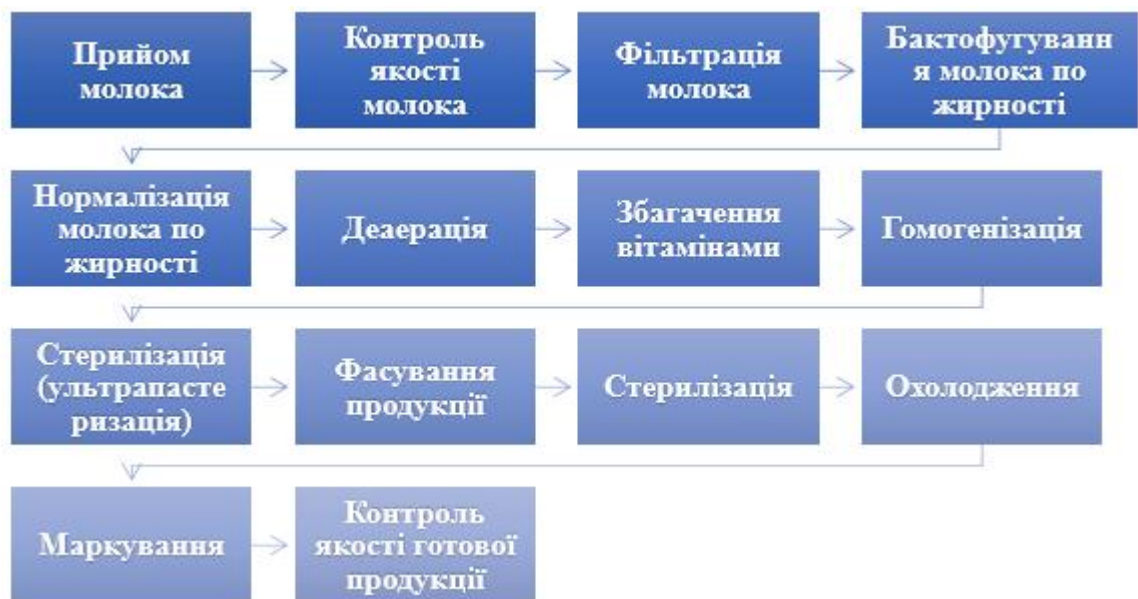 Прийом
молока
Контроль
якості
молока
Фільтрація
молока
Бактофугуванн
я молока по
жирності
Нормалізація
молока по
жирності
Деаерація
Збагачення
вітамінами
Гомогенізація
Стерилізація
(ультрапасте
ризація)
Фасування
продукції
Стерилізація
Охолодження
Маркування
Контроль
якості готової
продукції